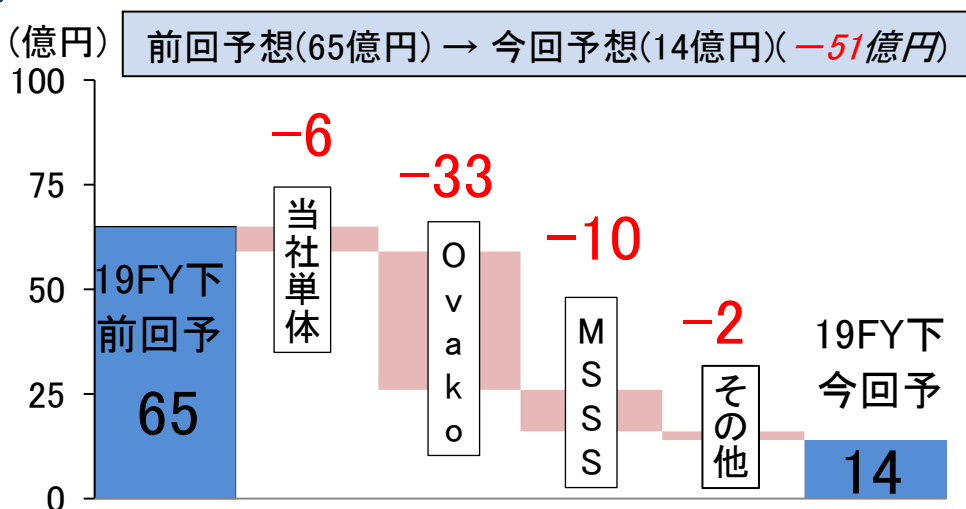 (億円)
前回予想(65億円) → 今回予想(14億円)(－51億円)
100
75
50
25
0
19FY下
前回予
65
－6
当社単体
－33
Ovako
－10
MSSS
－2
その他
19FY下
今回予
14